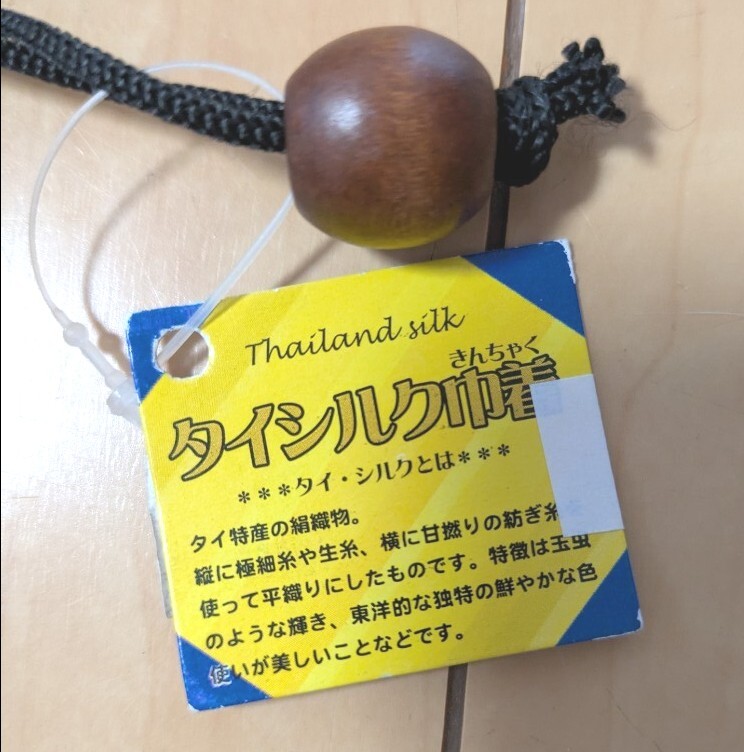 Thailand silk
きんちゃく
タイシルク巾着
***タイ・シルクとは***
タイ特産の絹織物。
縦に極細糸や生糸、横に甘撚りの紡ぎ糸
使って平織りにしたものです。特徴は玉虫
のような輝き、東洋的な独特の鮮やかな色
使いが美しいことなどです。